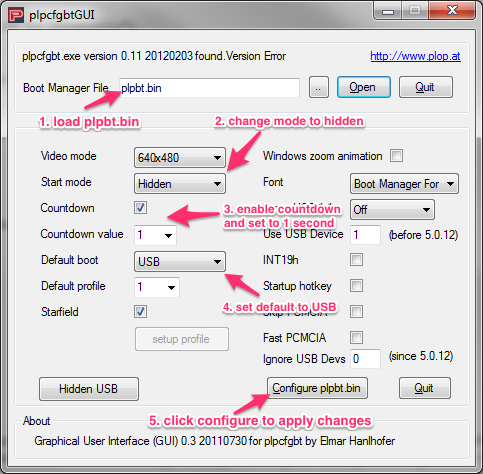 plpcfgbtGUI
plpcfgbt.exe version 0.11 20120203 found.Version Error
http://www.plop.at
Boot Manager File
plpbt.bin
..
Open
Quit
1. load plpbt.bin
2. change mode to hidden
Video mode
640x480
Windows zoom animation
Start mode
Hidden
Font
Boot Manager For
Countdown
3. enable countdown
and set to 1 second
Off
Countdown value
1
Use USB Device
1
(before 5.0.12)
Default boot
USB
INT19h
Default profile
1
Startup hotkey
4. set default to USB
Starfield
Skip PCMCIA
setup profile
Fast PCMCIA
Ignore USB Devs
0
(since 5.0.12)
Hidden USB
Configure plpbt.bin
Quit
5. click configure to apply changes
About
Graphical User Interface (GUI) 0.3 20110730 for plpcfgbt by Elmar Hanlhofer